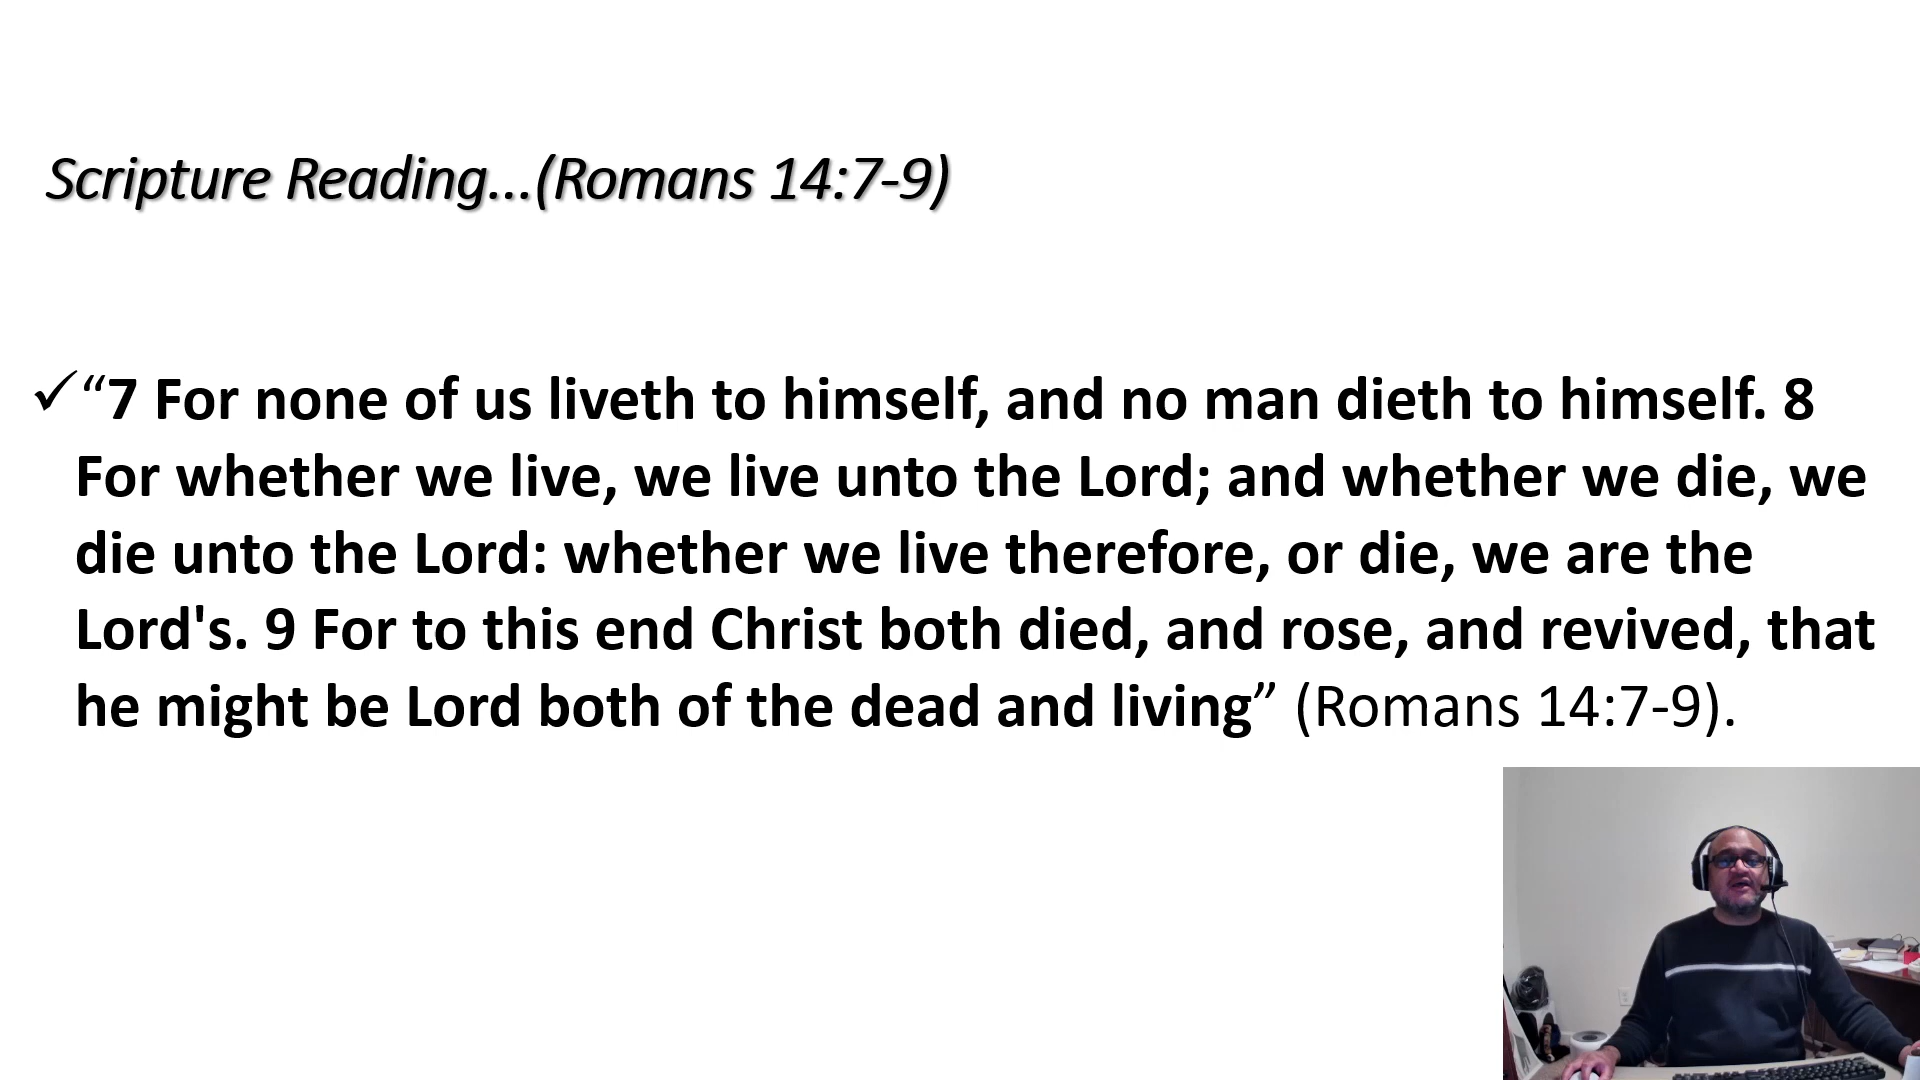 Scripture Reading...(Romans 14:7-9)
✓“7 For none of us liveth to himself, and no man dieth to himself. 8
For whether we live, we live unto the Lord; and whether we die, we
die unto the Lord: whether we live therefore, or die, we are the
Lord's. 9 For to this end Christ both died, and rose, and revived, that
he might be Lord both of the dead and living” (Romans 14:7-9).